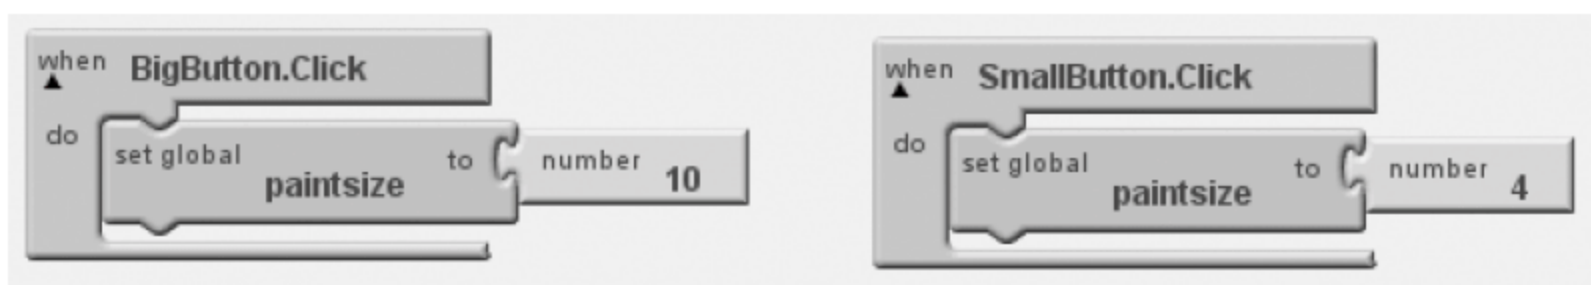 when BigButton.Click
do
set global paintsize to number 10
when SmallButton.Click
do
set global paintsize to number 4